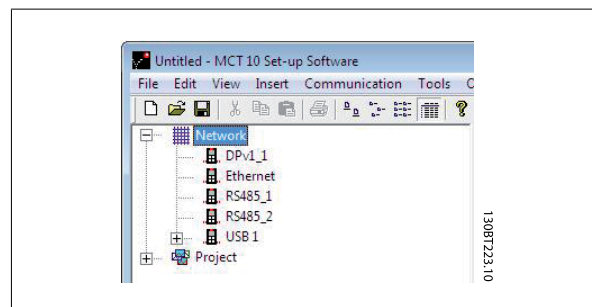 Untitled - MCT 10 Set-up Software
File Edit View Insert Communication Tools
Network
DPv1_1
Ethernet
RS485_1
RS485_2
USB 1
Project
130BT223.10